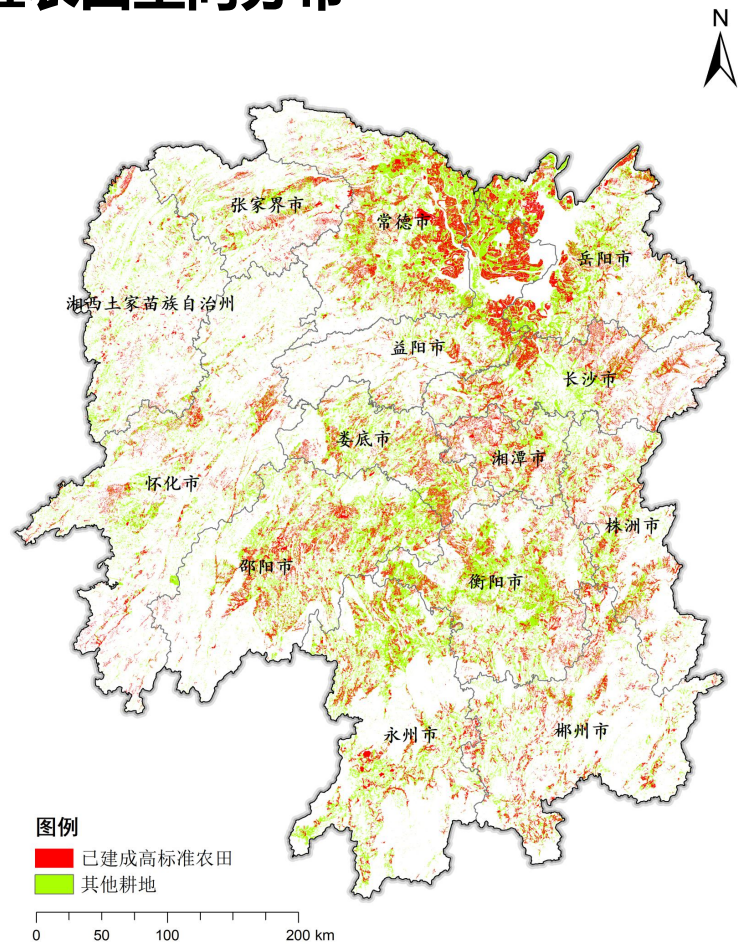 N
张家界市
常德市
岳阳市
湘西土家苗族自治州
益阳市
长沙市
娄底市
湘潭市
怀化市
株洲市
邵阳市
衡阳市
永州市
郴州市
图例
已建成高标准农田
其他耕地
0 50 100 200 km